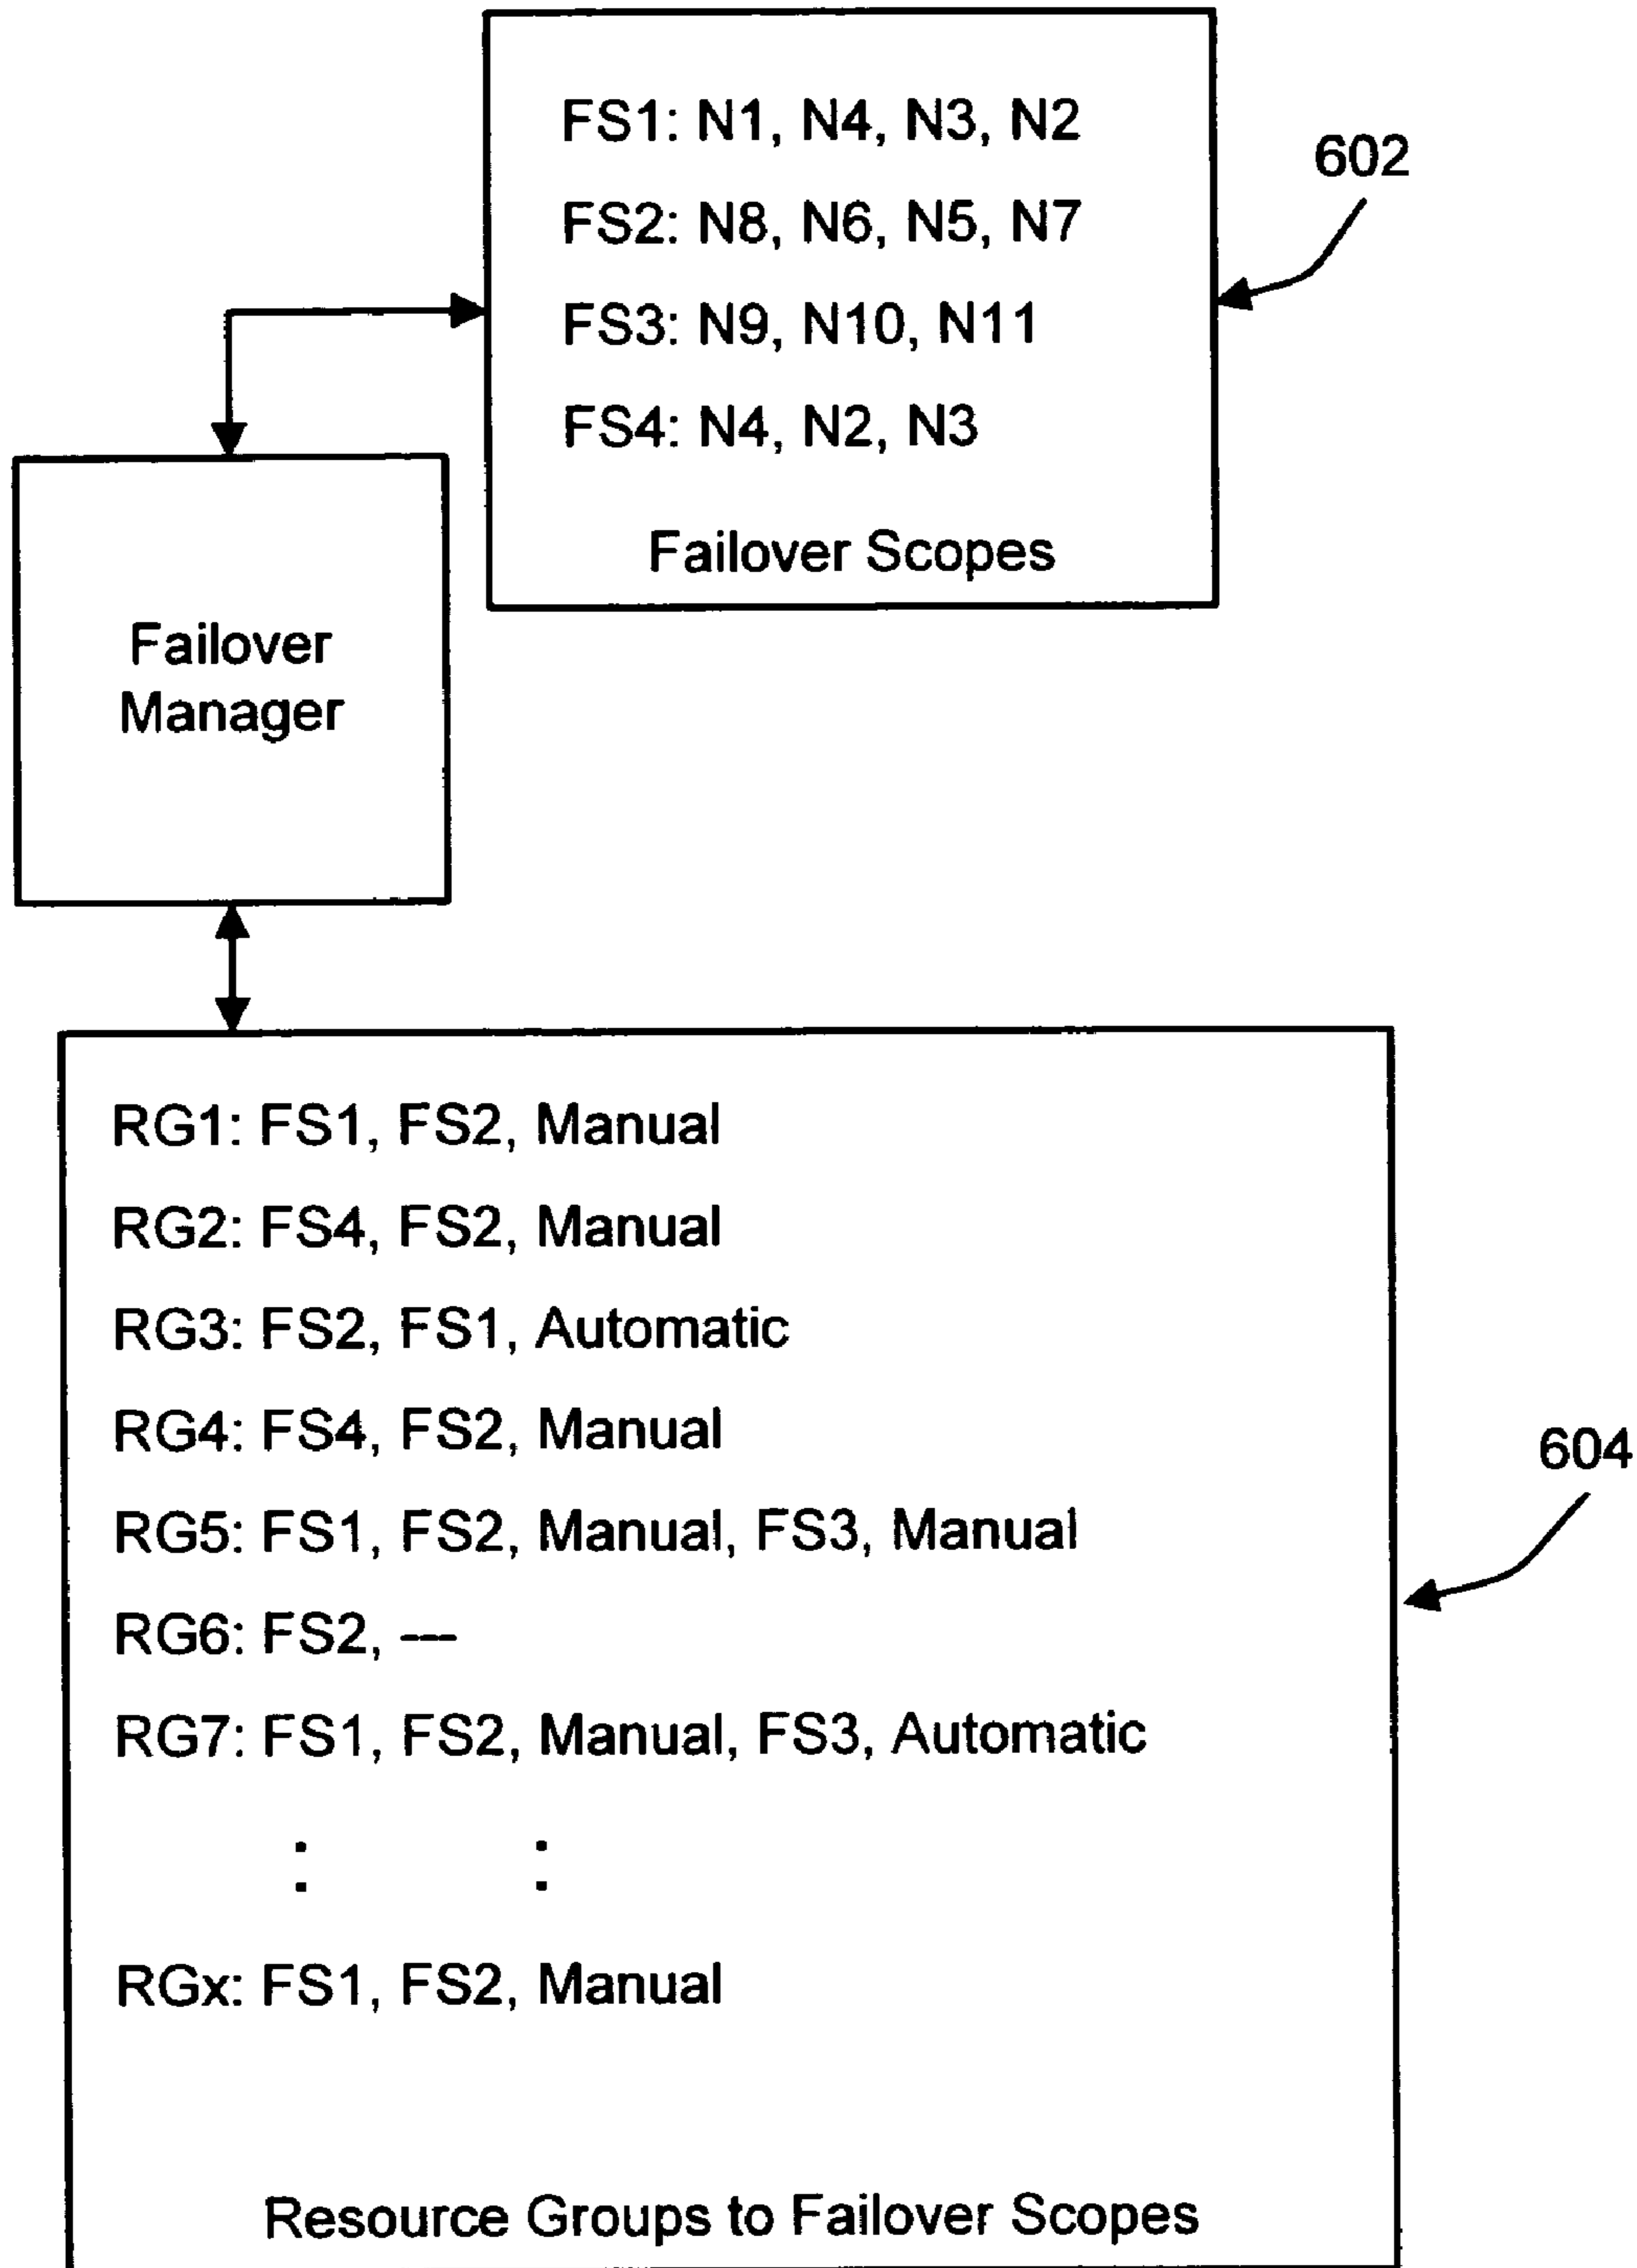 FS1: N1, N4, N3, N2
FS2: N8, N6, N5, N7
FS3: N9, N10, N11
FS4: N4, N2, N3
Failover Scopes
602
Failover
Manager
RG1: FS1, FS2, Manual
RG2: FS4, FS2, Manual
RG3: FS2, FS1, Automatic
RG4: FS4, FS2, Manual
RG5: FS1, FS2, Manual, FS3, Manual
RG6: FS2, ---
RG7: FS1, FS2, Manual, FS3, Automatic
: :
RGx: FS1, FS2, Manual
Resource Groups to Failover Scopes
604